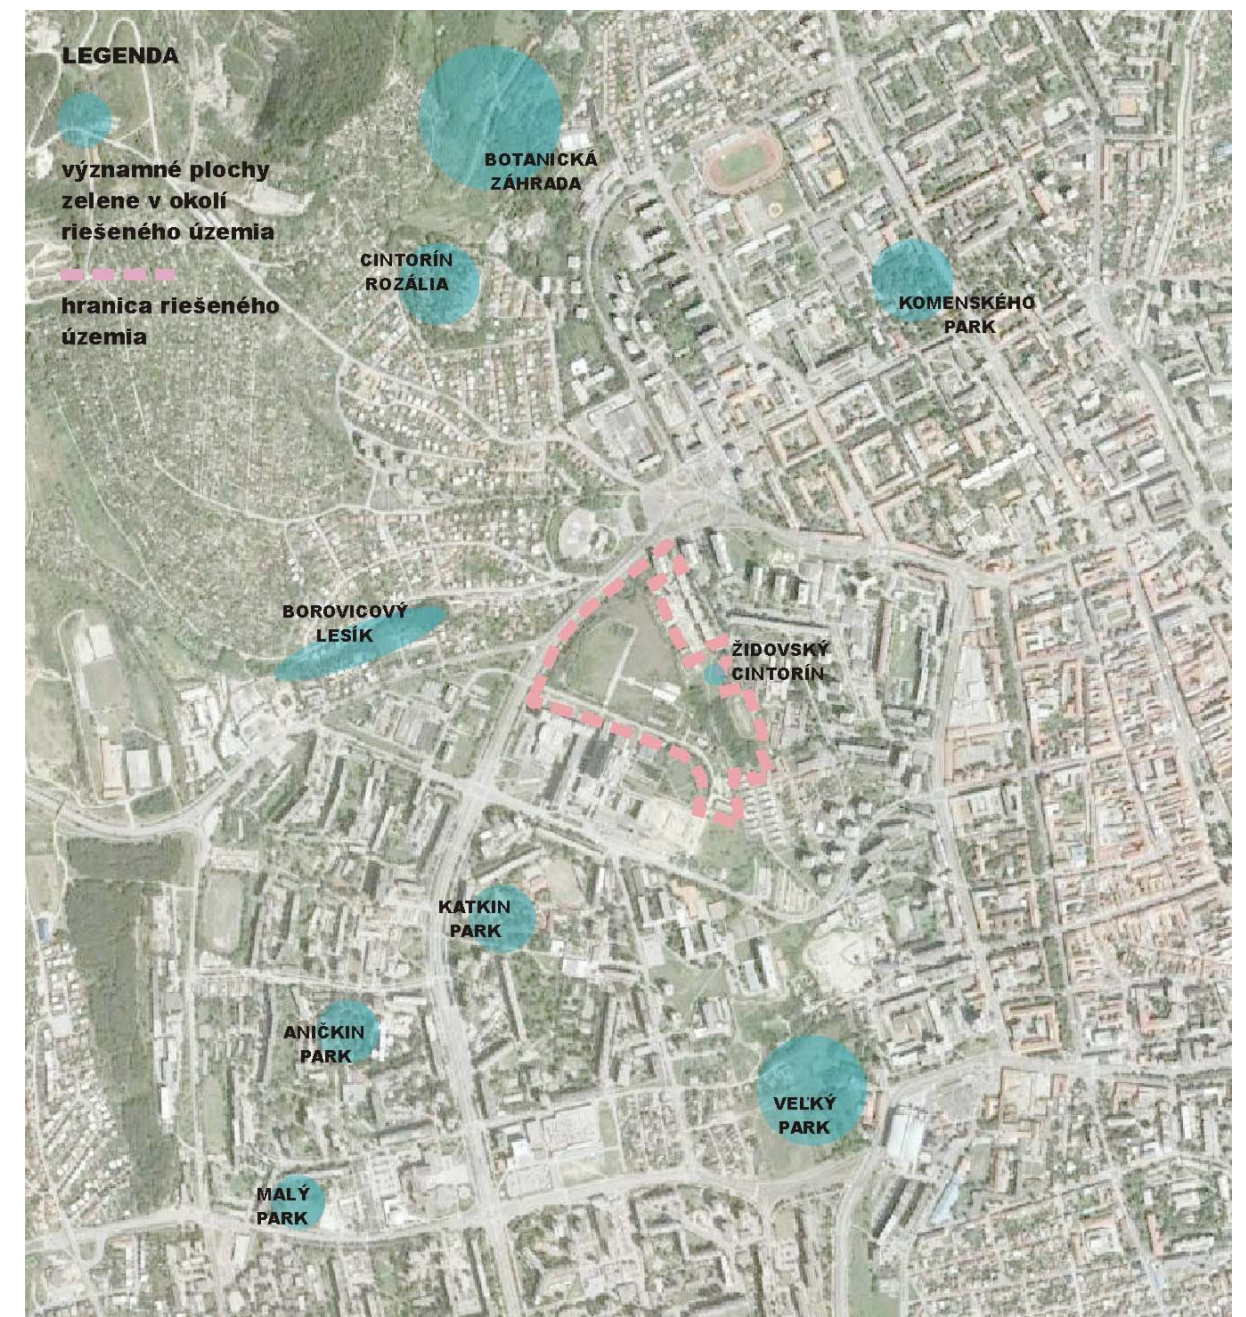 LEGENDA
významné plochy
zelene v okolí
riešeného územia
hranica riešeného
územia
BOTANICKÁ
ZÁHRADA
CINTORÍN
ROZÁLIA
KOMENSKÉHO
PARK
BOROVICOVÝ
LESÍK
ŽIDOVSKÝ
CINTORÍN
KATKIN
PARK
ANIČKIN
PARK
VEĽKÝ
PARK
MALÝ
PARK